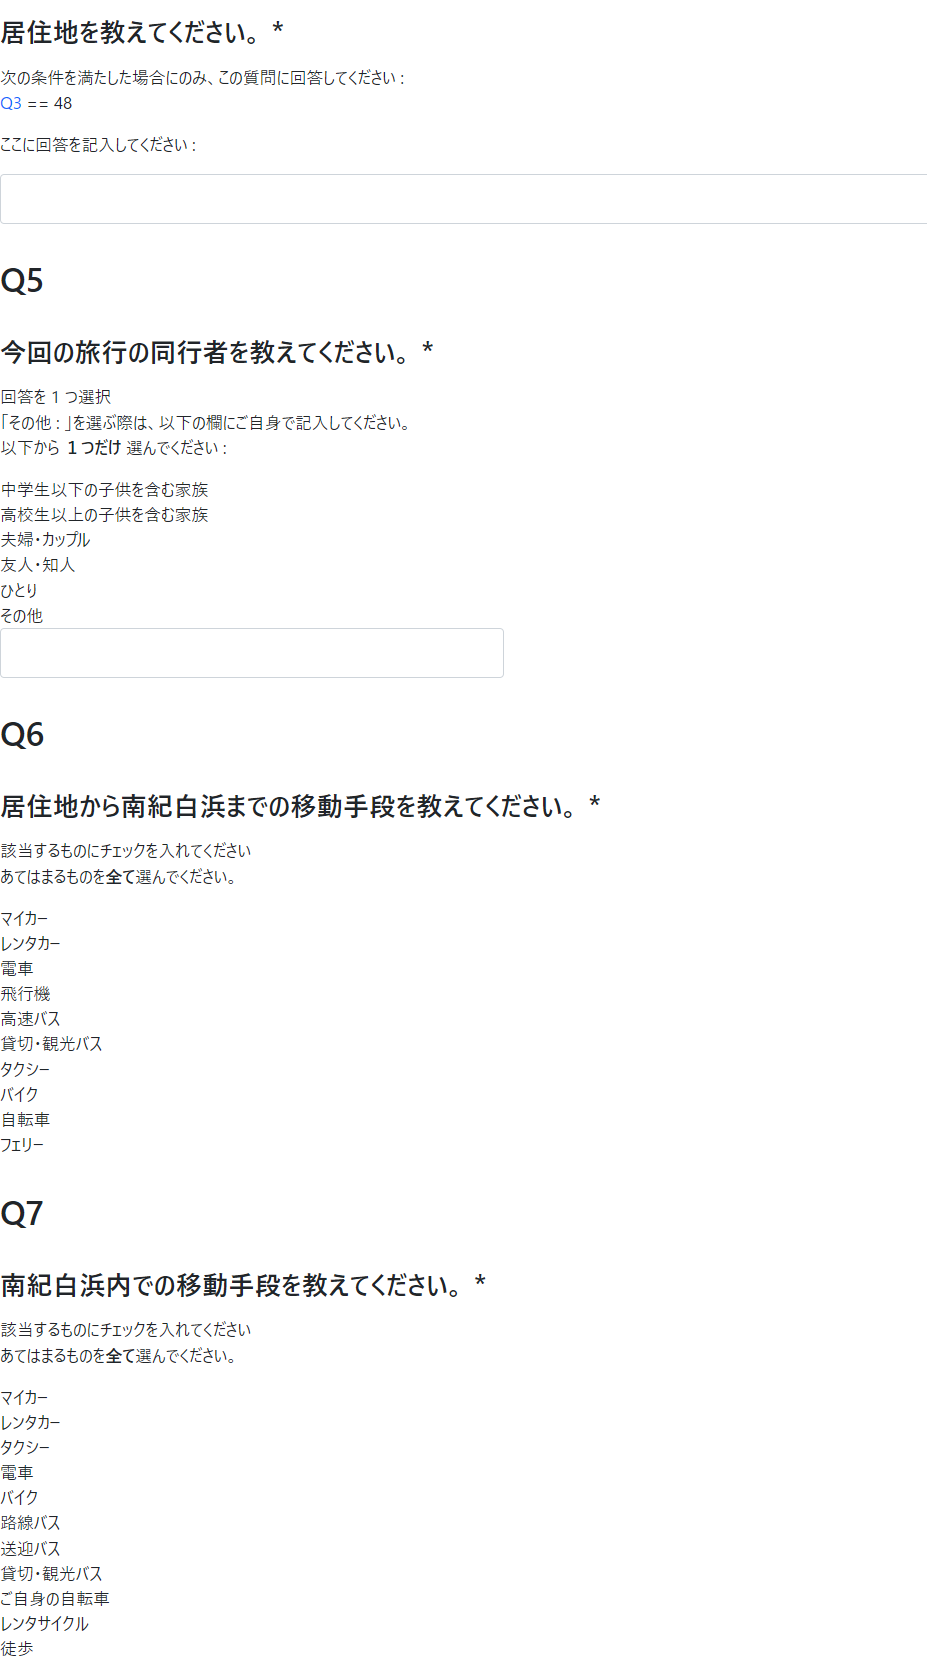 居住地を教えてください。 *
次の条件を満たした場合にのみ、この質問に回答してください :
Q3 == 48
ここに回答を記入してください :
Q5
今回の旅行の同行者を教えてください。 *
回答を 1 つ選択
「その他 : 」を選ぶ際は、以下の欄にご自身で記入してください。
以下から 1 つだけ 選んでください :
中学生以下の子供を含む家族
高校生以上の子供を含む家族
夫婦・カップル
友人・知人
ひとり
その他
Q6
居住地から南紀白浜までの移動手段を教えてください。 *
該当するものにチェックを入れてください
あてはまるものを全て選んでください。
マイカー
レンタカー
電車
飛行機
高速バス
貸切・観光バス
タクシー
バイク
自転車
フェリー
Q7
南紀白浜内での移動手段を教えてください。 *
該当するものにチェックを入れてください
あてはまるものを全て選んでください。
マイカー
レンタカー
タクシー
電車
バイク
路線バス
送迎バス
貸切・観光バス
ご自身の自転車
レンタサイクル
徒歩